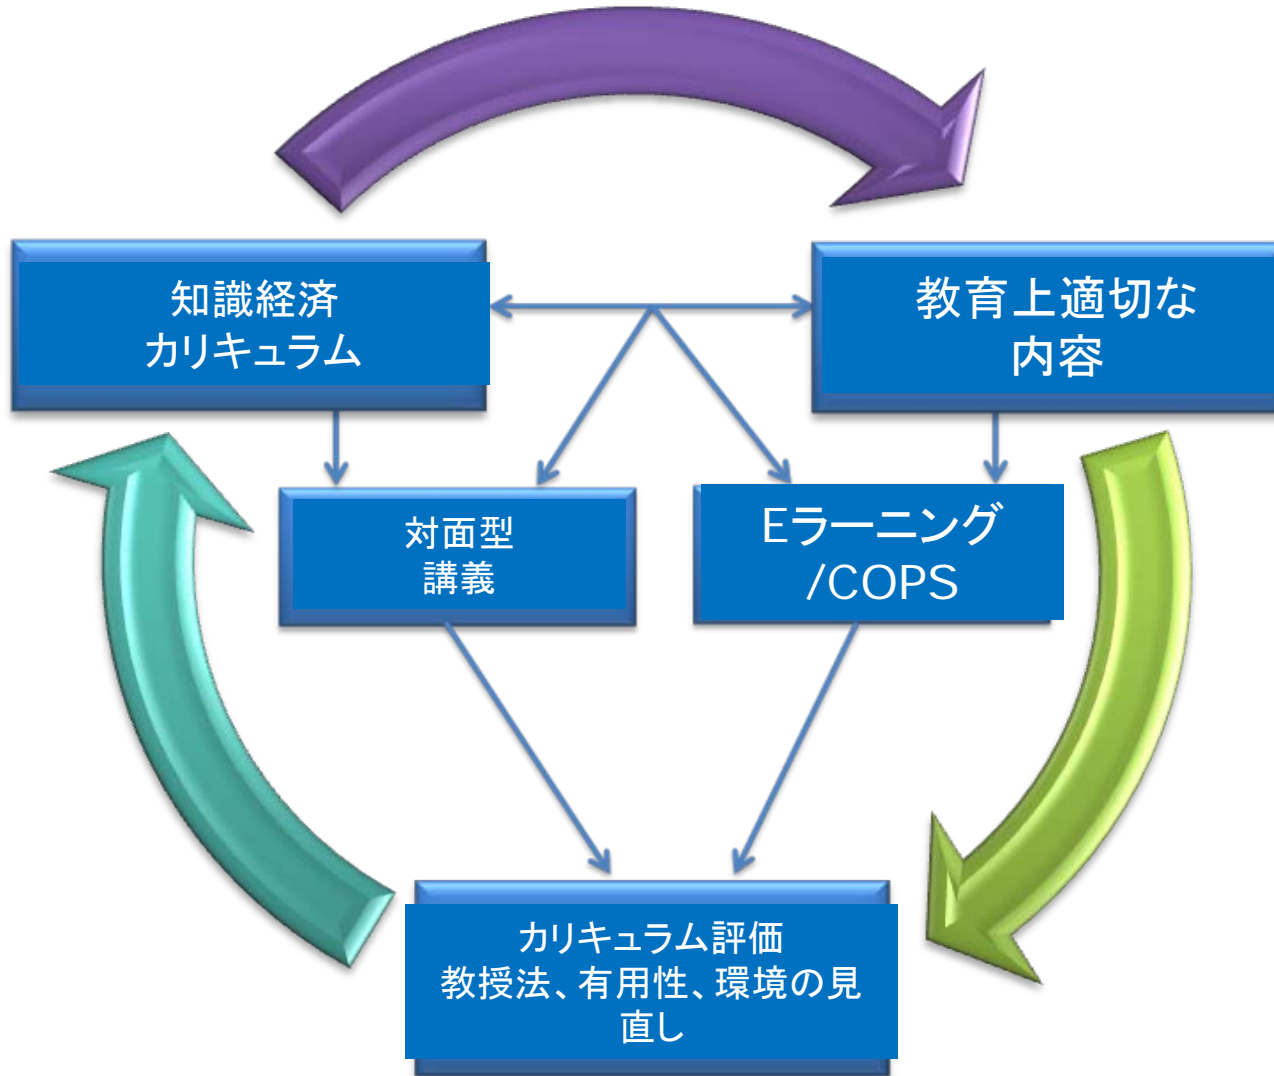 知識経済
カリキュラム
教育上適切な
内容
対面型
講義
Eラーニング
/COPS
カリキュラム評価
教授法、有用性、環境の見
直し